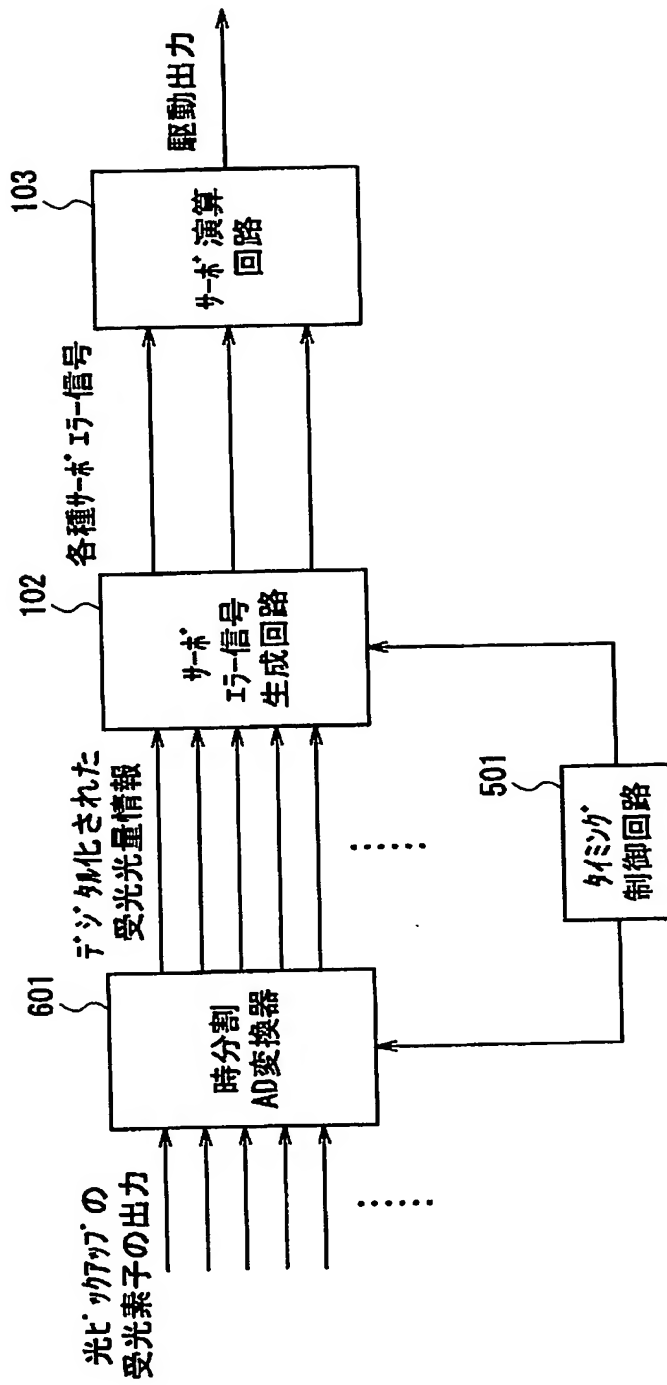 光ﾋﾟｯｸｱｯﾌﾟの
受光素子の出力
......
601
時分割
AD変換器
ﾃﾞｼﾞﾀﾙ化された
受光光量情報
......
501
ﾀｲﾐﾝｸﾞ
制御回路
102
ｻｰﾎﾞ
ｴﾗｰ信号
生成回路
各種ｻｰﾎﾞｴﾗｰ信号
103
ｻｰﾎﾞ演算
回路
駆動出力